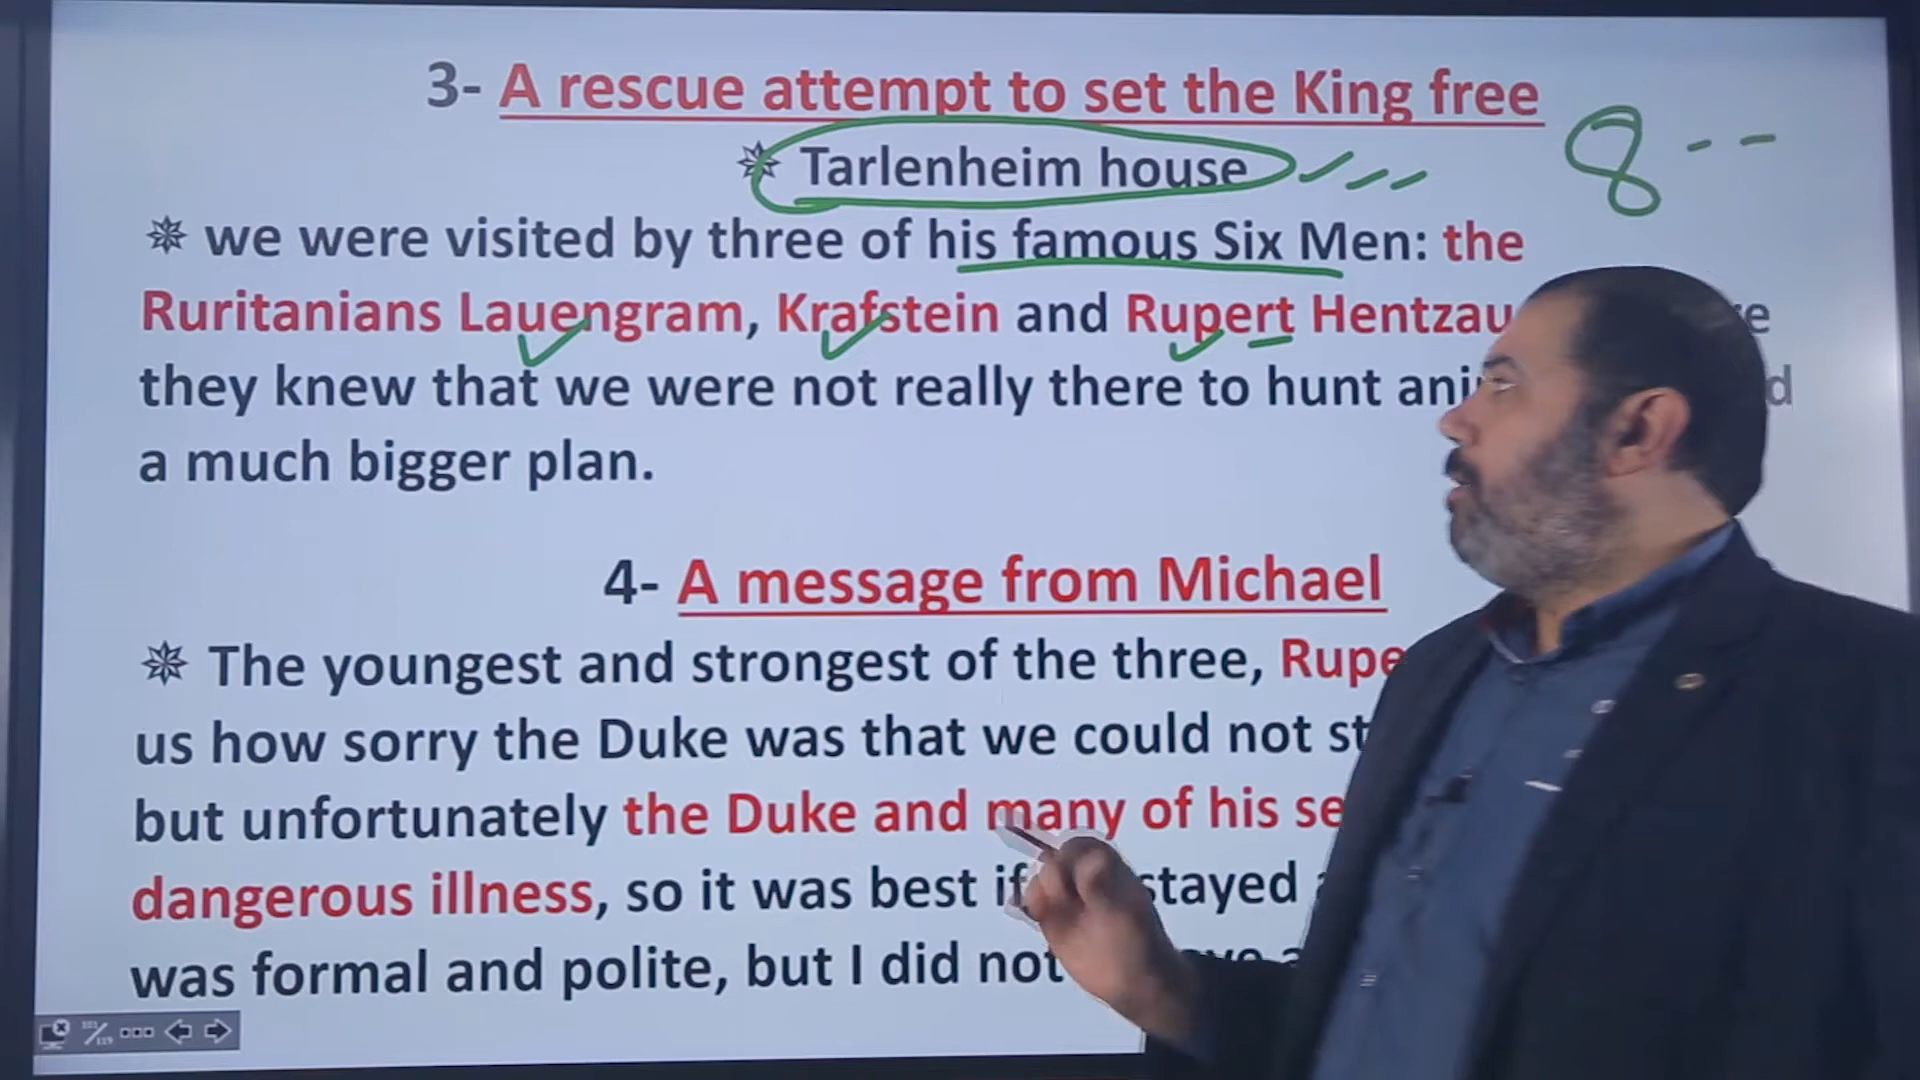 3- A rescue attempt to set the King free
Tarlenheim house
8 - -
we were visited by three of his famous Six Men: the
Ruritanians Lauengram, Krafstein and Rupert Hentzau
they knew that we were not really there to hunt
a much bigger plan.
4- A message from Michael
The youngest and strongest of the three,
us how sorry the Duke was that we could not
but unfortunately the Duke and many of his
dangerous illness, so it was best if stayed
was formal and polite, but I did not